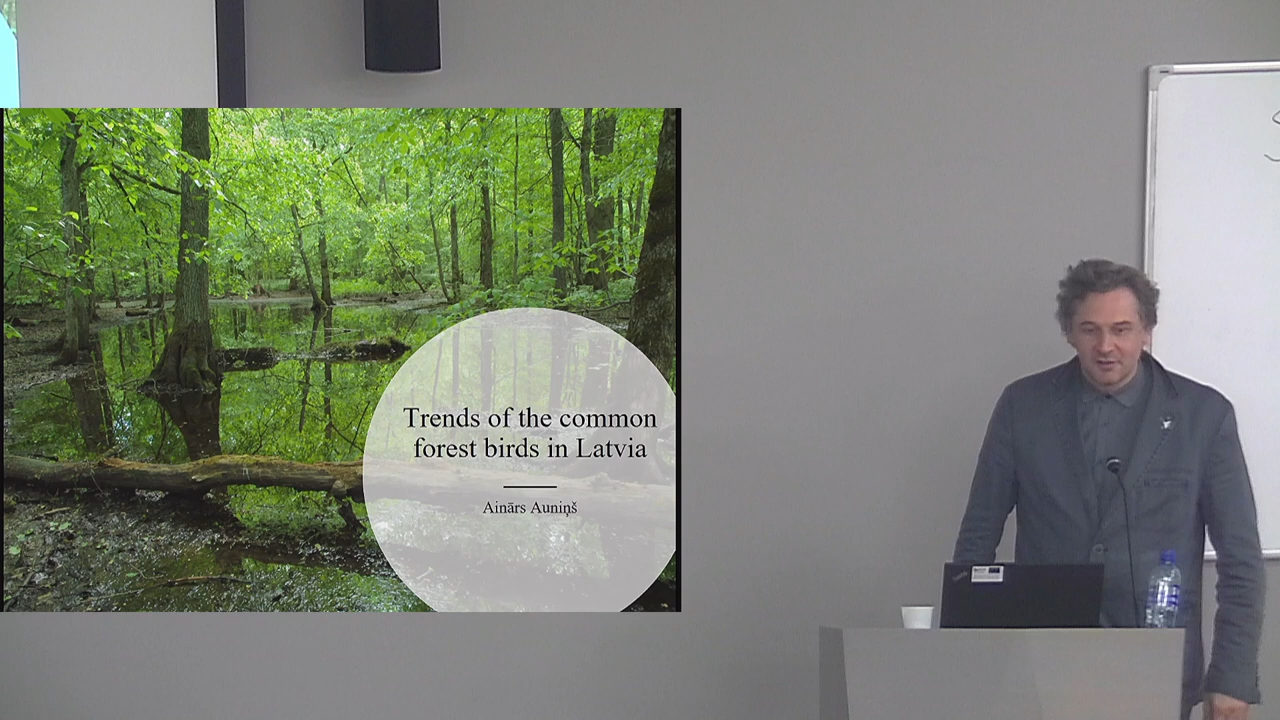 Trends of the common
forest birds in Latvia
Ainārs Auniņš